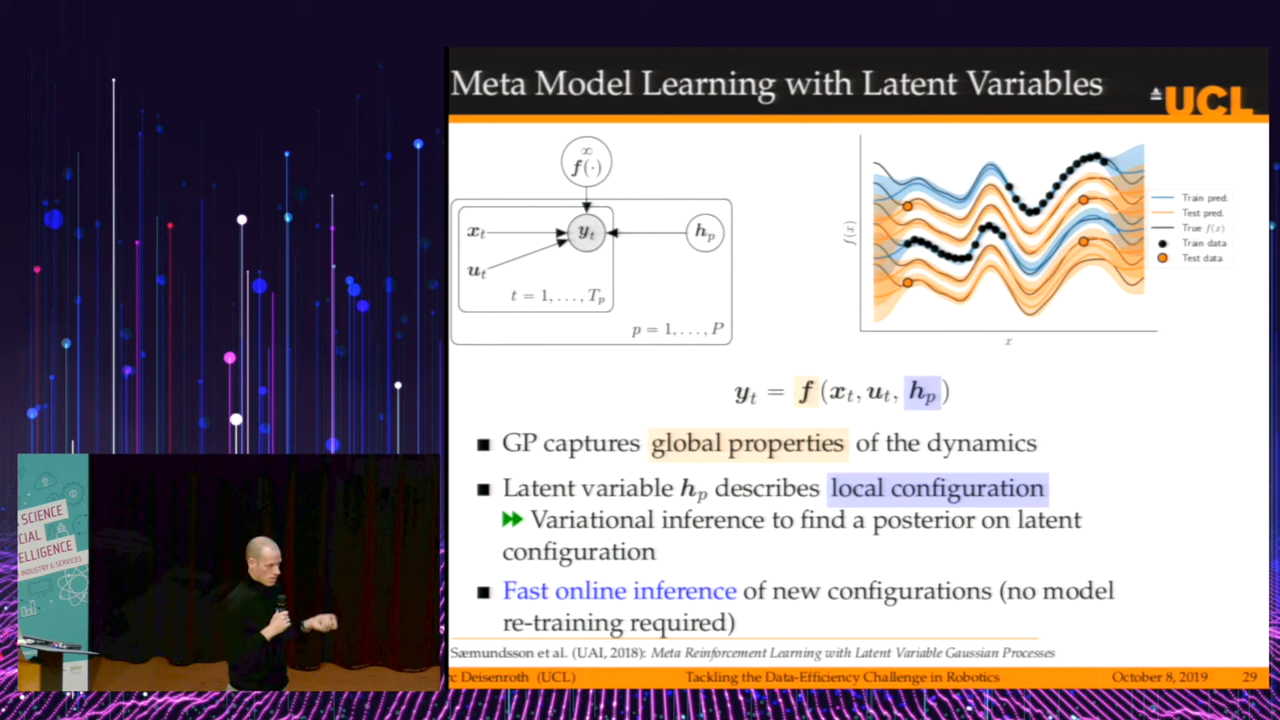 Meta Model Learning with Latent Variables
UCL
∞
f(·)
x_t
y_t
h_p
u_t
t = 1, . . . , T_p
p = 1, . . . , P
f(x)
x
Train pred.
Test pred.
True f(x)
Train data
Test data
y_t = f(x_t, u_t, h_p)
GP captures global properties of the dynamics
Latent variable h_p describes local configuration
Variational inference to find a posterior on latent
configuration
Fast online inference of new configurations (no model
re-training required)
Sæmundsson et al. (UAI, 2018): Meta Reinforcement Learning with Latent Variable Gaussian Processes
c Deisenroth (UCL)
Tackling the Data-Efficiency Challenge in Robotics
October 8, 2019
29
SCIENCE
CIAL
ELLIGENCE
INDUSTRY & SERVICES